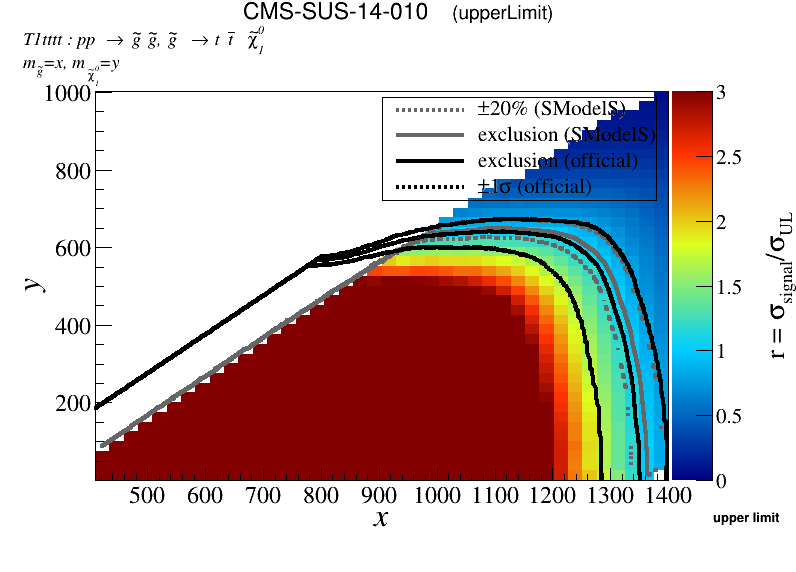 CMS-SUS-14-010 (upperLimit)
T1tttt : pp → g̃ g̃, g̃ → t t̄ χ̃⁰₁
m_g̃=x, m_χ̃⁰₁=y
±20% (SModelS)
exclusion (SModelS)
exclusion (official)
±1σ (official)
y
1000
800
600
400
200
500 600 700 800 900 1000 1100 1200 1300 1400
x
3
2.5
2
1.5
1
0.5
0
r = σ_signal/σ_UL
upper limit